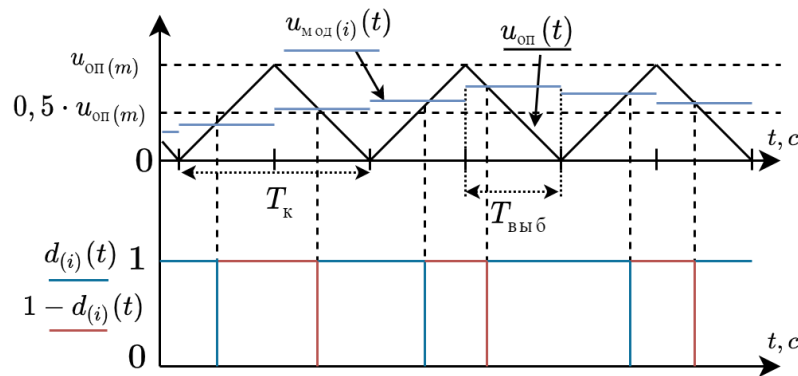 u_мод(i)(t)
u_оп(t)
u_оп(m)
0,5 · u_оп(m)
0
t, c
T_к
T_выб
d_(i)(t)
1
1 − d_(i)(t)
0
t, c